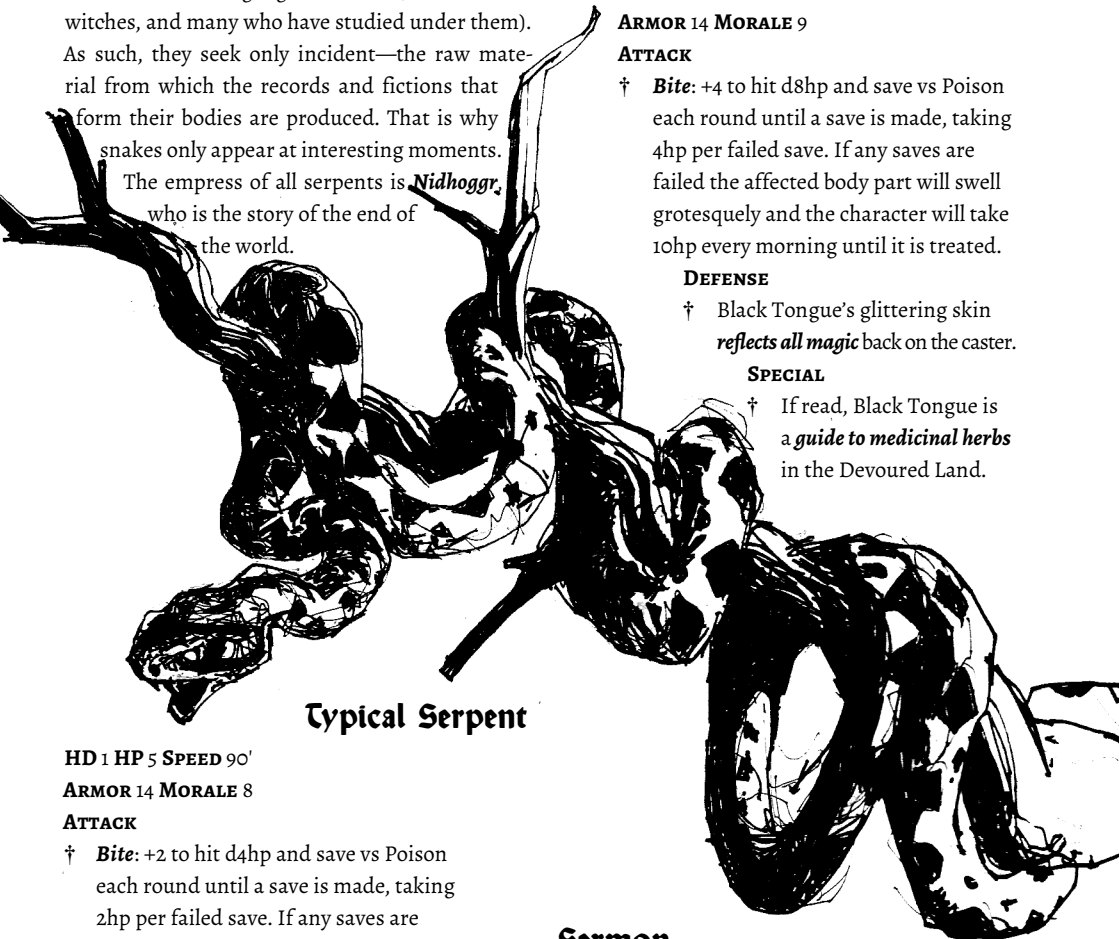 witches, and many who have studied under them).
As such, they seek only incident—the raw mate-
rial from which the records and fictions that
form their bodies are produced. That is why
snakes only appear at interesting moments.
The empress of all serpents is Nidhoggr,
who is the story of the end of
the world.
Typical Serpent
HD 1 HP 5 Speed 90'
Armor 14 Morale 8
Attack
† Bite: +2 to hit d4hp and save vs Poison
each round until a save is made, taking
2hp per failed save. If any saves are
Armor 14 Morale 9
Attack
† Bite: +4 to hit d8hp and save vs Poison
each round until a save is made, taking
4hp per failed save. If any saves are
failed the affected body part will swell
grotesquely and the character will take
10hp every morning until it is treated.
Defense
† Black Tongue’s glittering skin
reflects all magic back on the caster.
Special
† If read, Black Tongue is
a guide to medicinal herbs
in the Devoured Land.